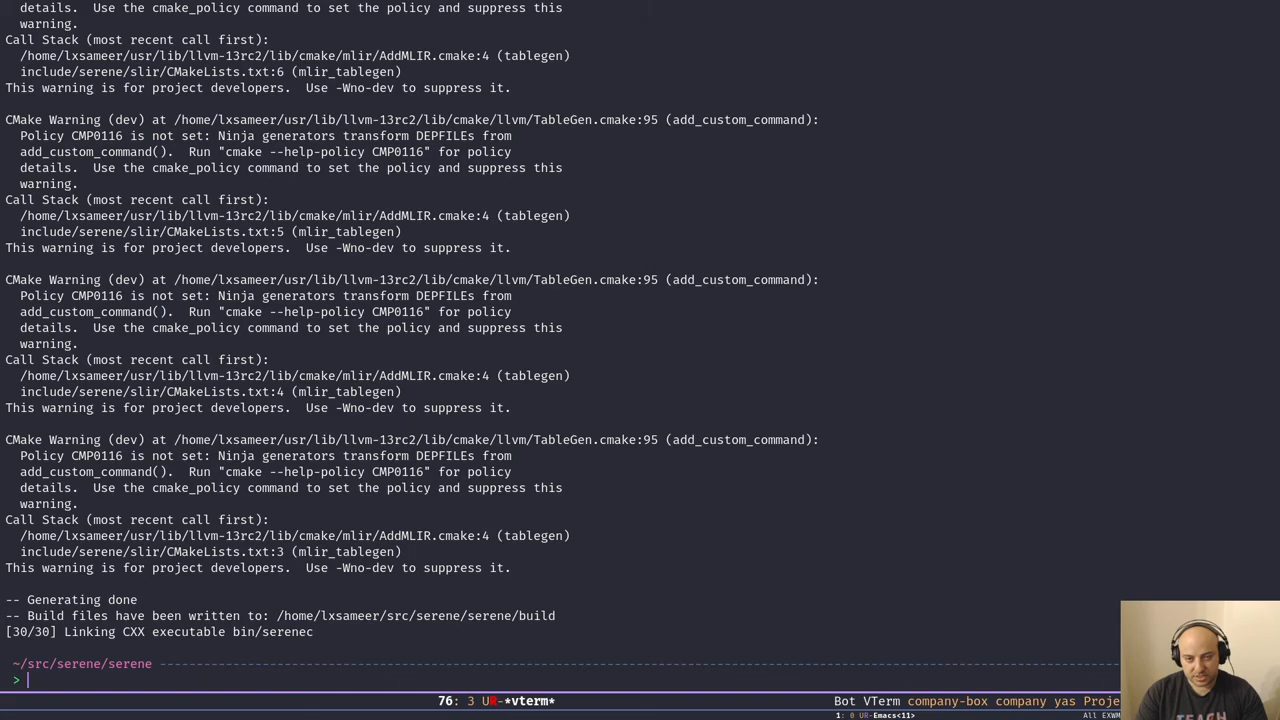 details.  Use the cmake_policy command to set the policy and suppress this
warning.
Call Stack (most recent call first):
/home/lxsameer/usr/lib/llvm-13rc2/lib/cmake/mlir/AddMLIR.cmake:4 (tablegen)
include/serene/slir/CMakeLists.txt:6 (mlir_tablegen)
This warning is for project developers.  Use -Wno-dev to suppress it.
CMake Warning (dev) at /home/lxsameer/usr/lib/llvm-13rc2/lib/cmake/llvm/TableGen.cmake:95 (add_custom_command):
Policy CMP0116 is not set: Ninja generators transform DEPFILEs from
add_custom_command().  Run "cmake --help-policy CMP0116" for policy
details.  Use the cmake_policy command to set the policy and suppress this
warning.
Call Stack (most recent call first):
/home/lxsameer/usr/lib/llvm-13rc2/lib/cmake/mlir/AddMLIR.cmake:4 (tablegen)
include/serene/slir/CMakeLists.txt:5 (mlir_tablegen)
This warning is for project developers.  Use -Wno-dev to suppress it.
CMake Warning (dev) at /home/lxsameer/usr/lib/llvm-13rc2/lib/cmake/llvm/TableGen.cmake:95 (add_custom_command):
Policy CMP0116 is not set: Ninja generators transform DEPFILEs from
add_custom_command().  Run "cmake --help-policy CMP0116" for policy
details.  Use the cmake_policy command to set the policy and suppress this
warning.
Call Stack (most recent call first):
/home/lxsameer/usr/lib/llvm-13rc2/lib/cmake/mlir/AddMLIR.cmake:4 (tablegen)
include/serene/slir/CMakeLists.txt:4 (mlir_tablegen)
This warning is for project developers.  Use -Wno-dev to suppress it.
CMake Warning (dev) at /home/lxsameer/usr/lib/llvm-13rc2/lib/cmake/llvm/TableGen.cmake:95 (add_custom_command):
Policy CMP0116 is not set: Ninja generators transform DEPFILEs from
add_custom_command().  Run "cmake --help-policy CMP0116" for policy
details.  Use the cmake_policy command to set the policy and suppress this
warning.
Call Stack (most recent call first):
/home/lxsameer/usr/lib/llvm-13rc2/lib/cmake/mlir/AddMLIR.cmake:4 (tablegen)
include/serene/slir/CMakeLists.txt:3 (mlir_tablegen)
This warning is for project developers.  Use -Wno-dev to suppress it.
-- Generating done
-- Build files have been written to: /home/lxsameer/src/serene/serene/build
[30/30] Linking CXX executable bin/serenec
~/src/serene/serene
>
76: 3 UR-*vterm* Bot VTerm company-box company yas Proje
1: 0 UR-Emacs<11> All EXWM
TEACH